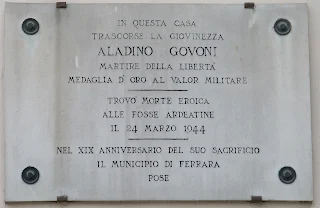 IN QUESTA CASA
TRASCORSE LA GIOVINEZZA
ALADINO GOVONI
MARTIRE DELLA LIBERTA'
MEDAGLIA D'ORO AL VALOR MILITARE
TROVÒ MORTE EROICA
ALLE FOSSE ARDEATINE
IL 24 MARZO 1944
NEL XIX ANNIVERSARIO DEL SUO SACRIFICIO
IL MUNICIPIO DI FERRARA
POSE